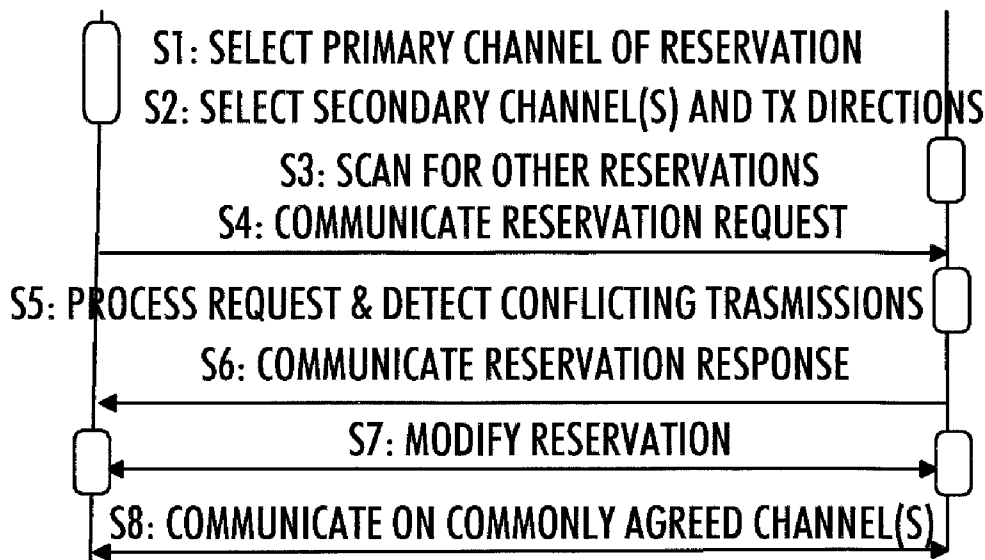 S1: SELECT PRIMARY CHANNEL OF RESERVATION
S2: SELECT SECONDARY CHANNEL(S) AND TX DIRECTIONS
S3: SCAN FOR OTHER RESERVATIONS
S4: COMMUNICATE RESERVATION REQUEST
S5: PROCESS REQUEST & DETECT CONFLICTING TRASMISSIONS
S6: COMMUNICATE RESERVATION RESPONSE
S7: MODIFY RESERVATION
S8: COMMUNICATE ON COMMONLY AGREED CHANNEL(S)